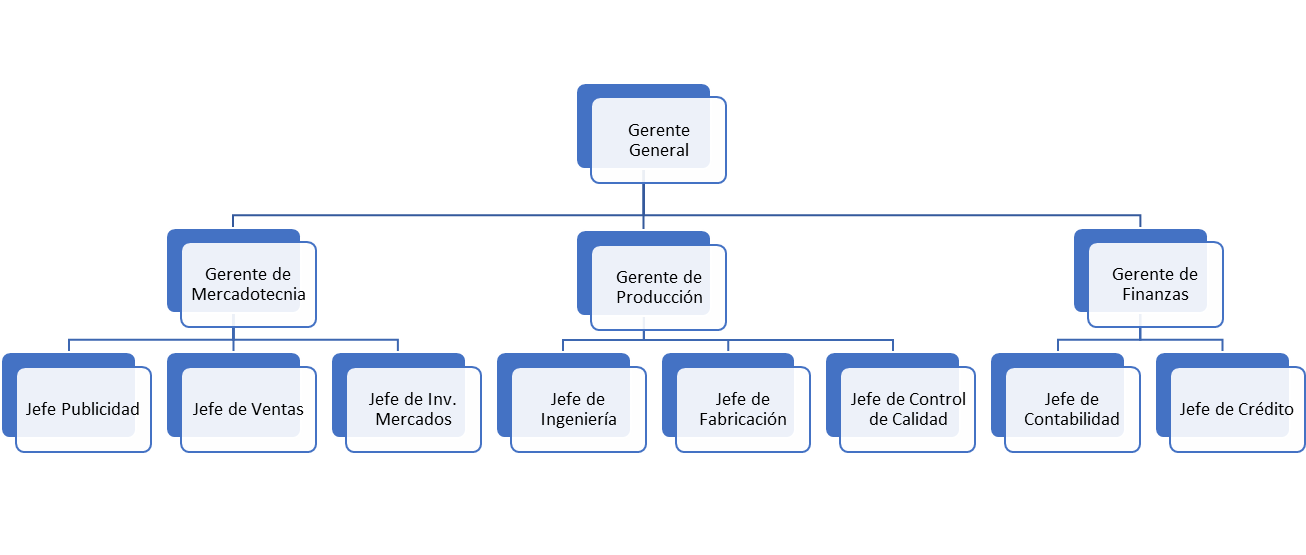 Gerente
General
Gerente de
Mercadotecnia
Gerente de
Producción
Gerente de
Finanzas
Jefe Publicidad
Jefe de Ventas
Jefe de Inv.
Mercados
Jefe de
Ingeniería
Jefe de
Fabricación
Jefe de Control
de Calidad
Jefe de
Contabilidad
Jefe de Crédito